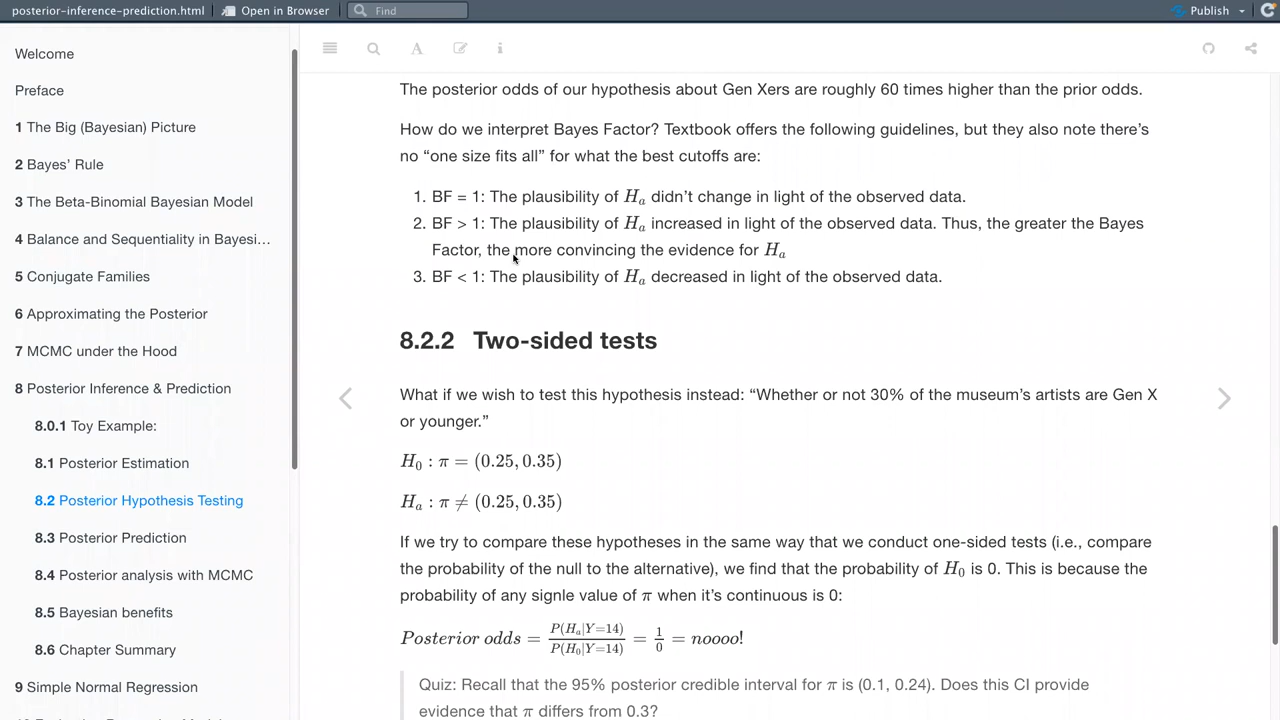 posterior-inference-prediction.html
Open in Browser
Find
Publish
Welcome
Preface
1 The Big (Bayesian) Picture
2 Bayes’ Rule
3 The Beta-Binomial Bayesian Model
4 Balance and Sequentiality in Bayesi…
5 Conjugate Families
6 Approximating the Posterior
7 MCMC under the Hood
8 Posterior Inference & Prediction
8.0.1 Toy Example:
8.1 Posterior Estimation
8.2 Posterior Hypothesis Testing
8.3 Posterior Prediction
8.4 Posterior analysis with MCMC
8.5 Bayesian benefits
8.6 Chapter Summary
9 Simple Normal Regression
The posterior odds of our hypothesis about Gen Xers are roughly 60 times higher than the prior odds.
How do we interpret Bayes Factor? Textbook offers the following guidelines, but they also note there’s
no “one size fits all” for what the best cutoffs are:
1. BF = 1: The plausibility of Hₐ didn’t change in light of the observed data.
2. BF > 1: The plausibility of Hₐ increased in light of the observed data. Thus, the greater the Bayes
Factor, the more convincing the evidence for Hₐ
3. BF < 1: The plausibility of Hₐ decreased in light of the observed data.
8.2.2 Two-sided tests
What if we wish to test this hypothesis instead: “Whether or not 30% of the museum’s artists are Gen X
or younger.”
H₀ : π = (0.25, 0.35)
Hₐ : π ≠ (0.25, 0.35)
If we try to compare these hypotheses in the same way that we conduct one-sided tests (i.e., compare
the probability of the null to the alternative), we find that the probability of H₀ is 0. This is because the
probability of any signle value of π when it’s continuous is 0:
Posterior odds = P(Hₐ|Y=14) / P(H₀|Y=14) = 1/0 = noooo!
Quiz: Recall that the 95% posterior credible interval for π is (0.1, 0.24). Does this CI provide
evidence that π differs from 0.3?